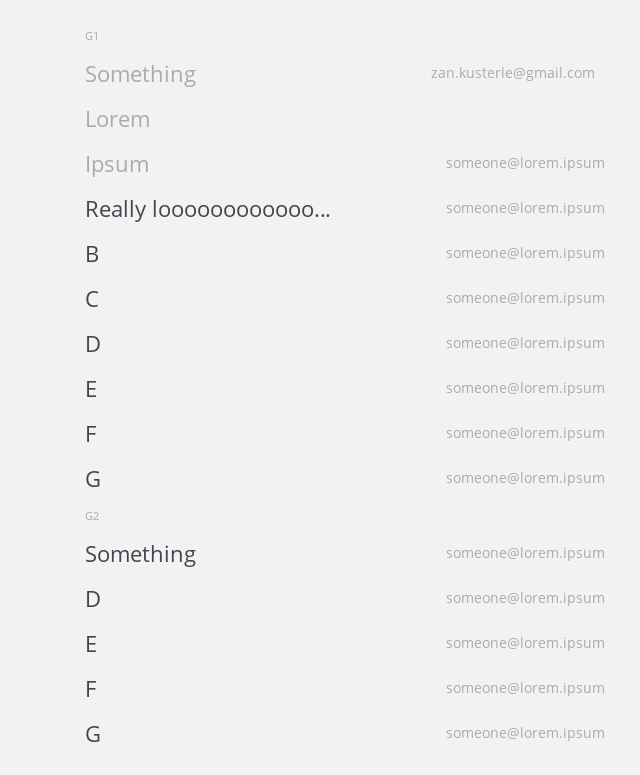 G1
Something zan.kusterle@gmail.com
Lorem
Ipsum someone@lorem.ipsum
Really loooooooooooo... someone@lorem.ipsum
B someone@lorem.ipsum
C someone@lorem.ipsum
D someone@lorem.ipsum
E someone@lorem.ipsum
F someone@lorem.ipsum
G someone@lorem.ipsum
G2
Something someone@lorem.ipsum
D someone@lorem.ipsum
E someone@lorem.ipsum
F someone@lorem.ipsum
G someone@lorem.ipsum